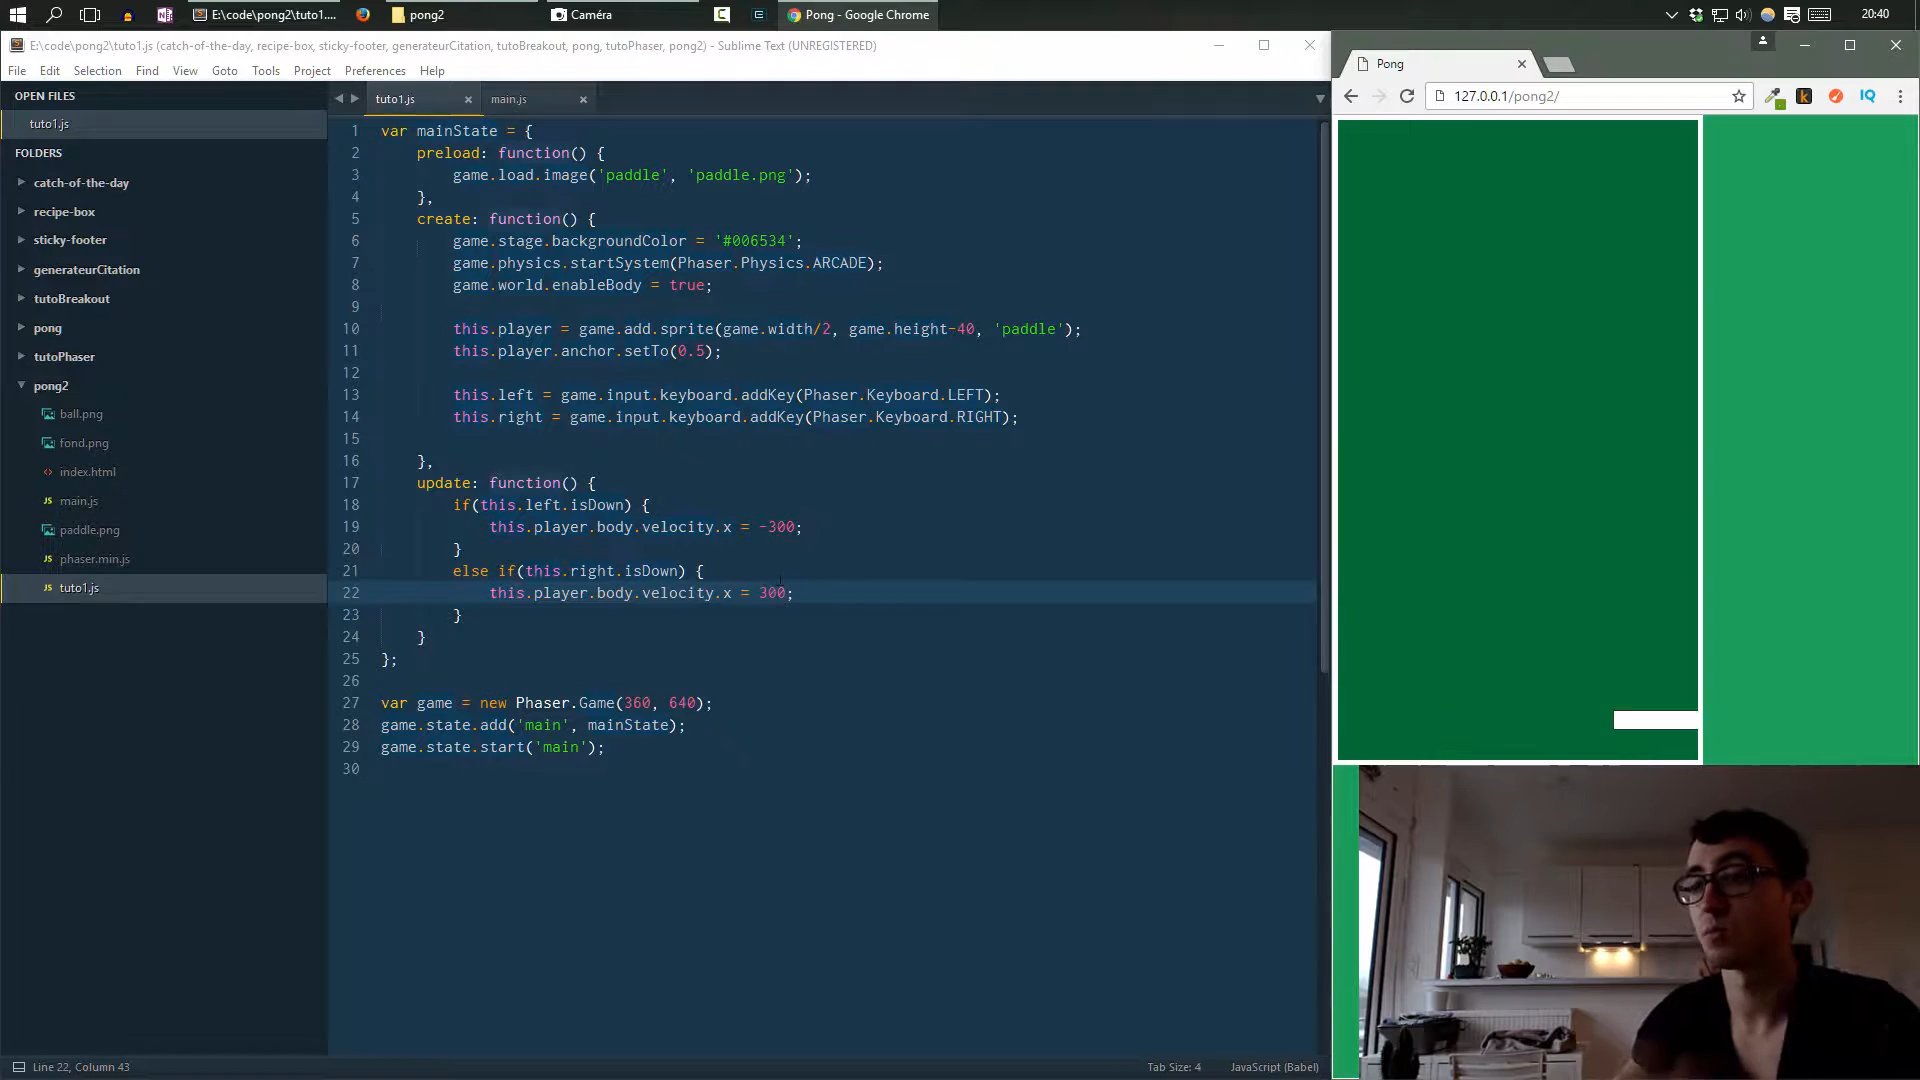 E:\code\pong2\tuto1....
pong2
Caméra
Pong - Google Chrome
20:40
E:\code\pong2\tuto1.js (catch-of-the-day, recipe-box, sticky-footer, generateurCitation, tutoBreakout, pong, tutoPhaser, pong2) - Sublime Text (UNREGISTERED)
File Edit Selection Find View Goto Tools Project Preferences Help
OPEN FILES
tuto1.js
FOLDERS
catch-of-the-day
recipe-box
sticky-footer
generateurCitation
tutoBreakout
pong
tutoPhaser
pong2
ball.png
fond.png
index.html
JS main.js
paddle.png
JS phaser.min.js
JS tuto1.js
tuto1.js
main.js
1 var mainState = {
2 preload: function() {
3 game.load.image('paddle', 'paddle.png');
4 },
5 create: function() {
6 game.stage.backgroundColor = '#006534';
7 game.physics.startSystem(Phaser.Physics.ARCADE);
8 game.world.enableBody = true;
9
10 this.player = game.add.sprite(game.width/2, game.height-40, 'paddle');
11 this.player.anchor.setTo(0.5);
12
13 this.left = game.input.keyboard.addKey(Phaser.Keyboard.LEFT);
14 this.right = game.input.keyboard.addKey(Phaser.Keyboard.RIGHT);
15
16 },
17 update: function() {
18 if(this.left.isDown) {
19 this.player.body.velocity.x = -300;
20 }
21 else if(this.right.isDown) {
22 this.player.body.velocity.x = 300;
23 }
24 }
25 };
26
27 var game = new Phaser.Game(360, 640);
28 game.state.add('main', mainState);
29 game.state.start('main');
30
Pong
127.0.0.1/pong2/
k
IQ
Line 22, Column 43
Tab Size: 4
JavaScript (Babel)